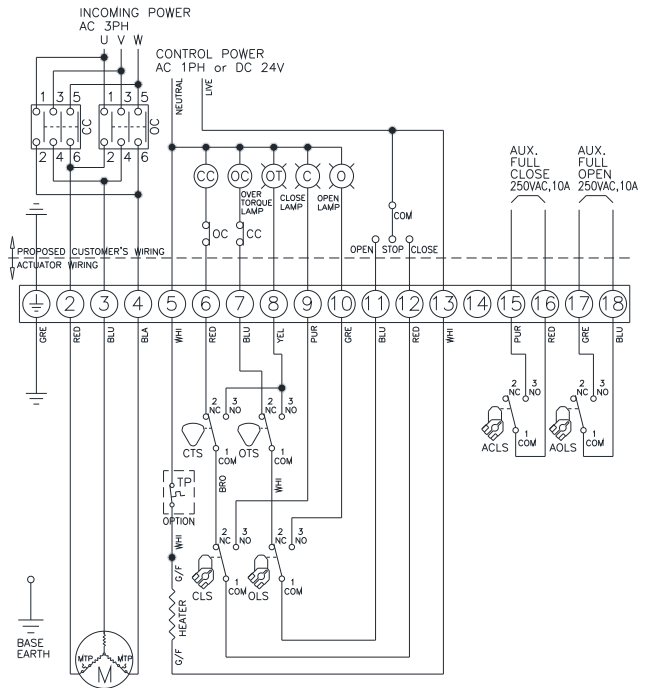 INCOMING POWER
AC 3PH
U V W
CONTROL POWER
AC 1PH or DC 24V
NEUTRAL
LIVE
1 3 5
1 3 5
CC
OC
2 4 6
2 4 6
CC OC OT C O
OVER
TORQUE
LAMP
CLOSE
LAMP
OPEN
LAMP
OC
CC
COM
OPEN STOP CLOSE
AUX.
FULL
CLOSE
250VAC,10A
AUX.
FULL
OPEN
250VAC,10A
PROPOSED CUSTOMER'S WIRING
ACTUATOR WIRING
2 3 4 5 6 7 8 9 10 11 12 13 14 15 16 17 18
GRE RED BLU BLA WHI RED BLU YEL PUR GRE BLU RED WHI PUR RED GRE BLU
2 3
NC NO
CTS
1
COM
2 3
NC NO
OTS
1
COM
2 3
NC NO
1
COM
ACLS
2 3
NC NO
1
COM
AOLS
TP
OPTION
BRO
WHI
WHI
G/F
2 3
NC NO
1
COM
CLS
2 3
NC NO
1
COM
OLS
HEATER
G/F
BASE
EARTH
MTP MTP
M